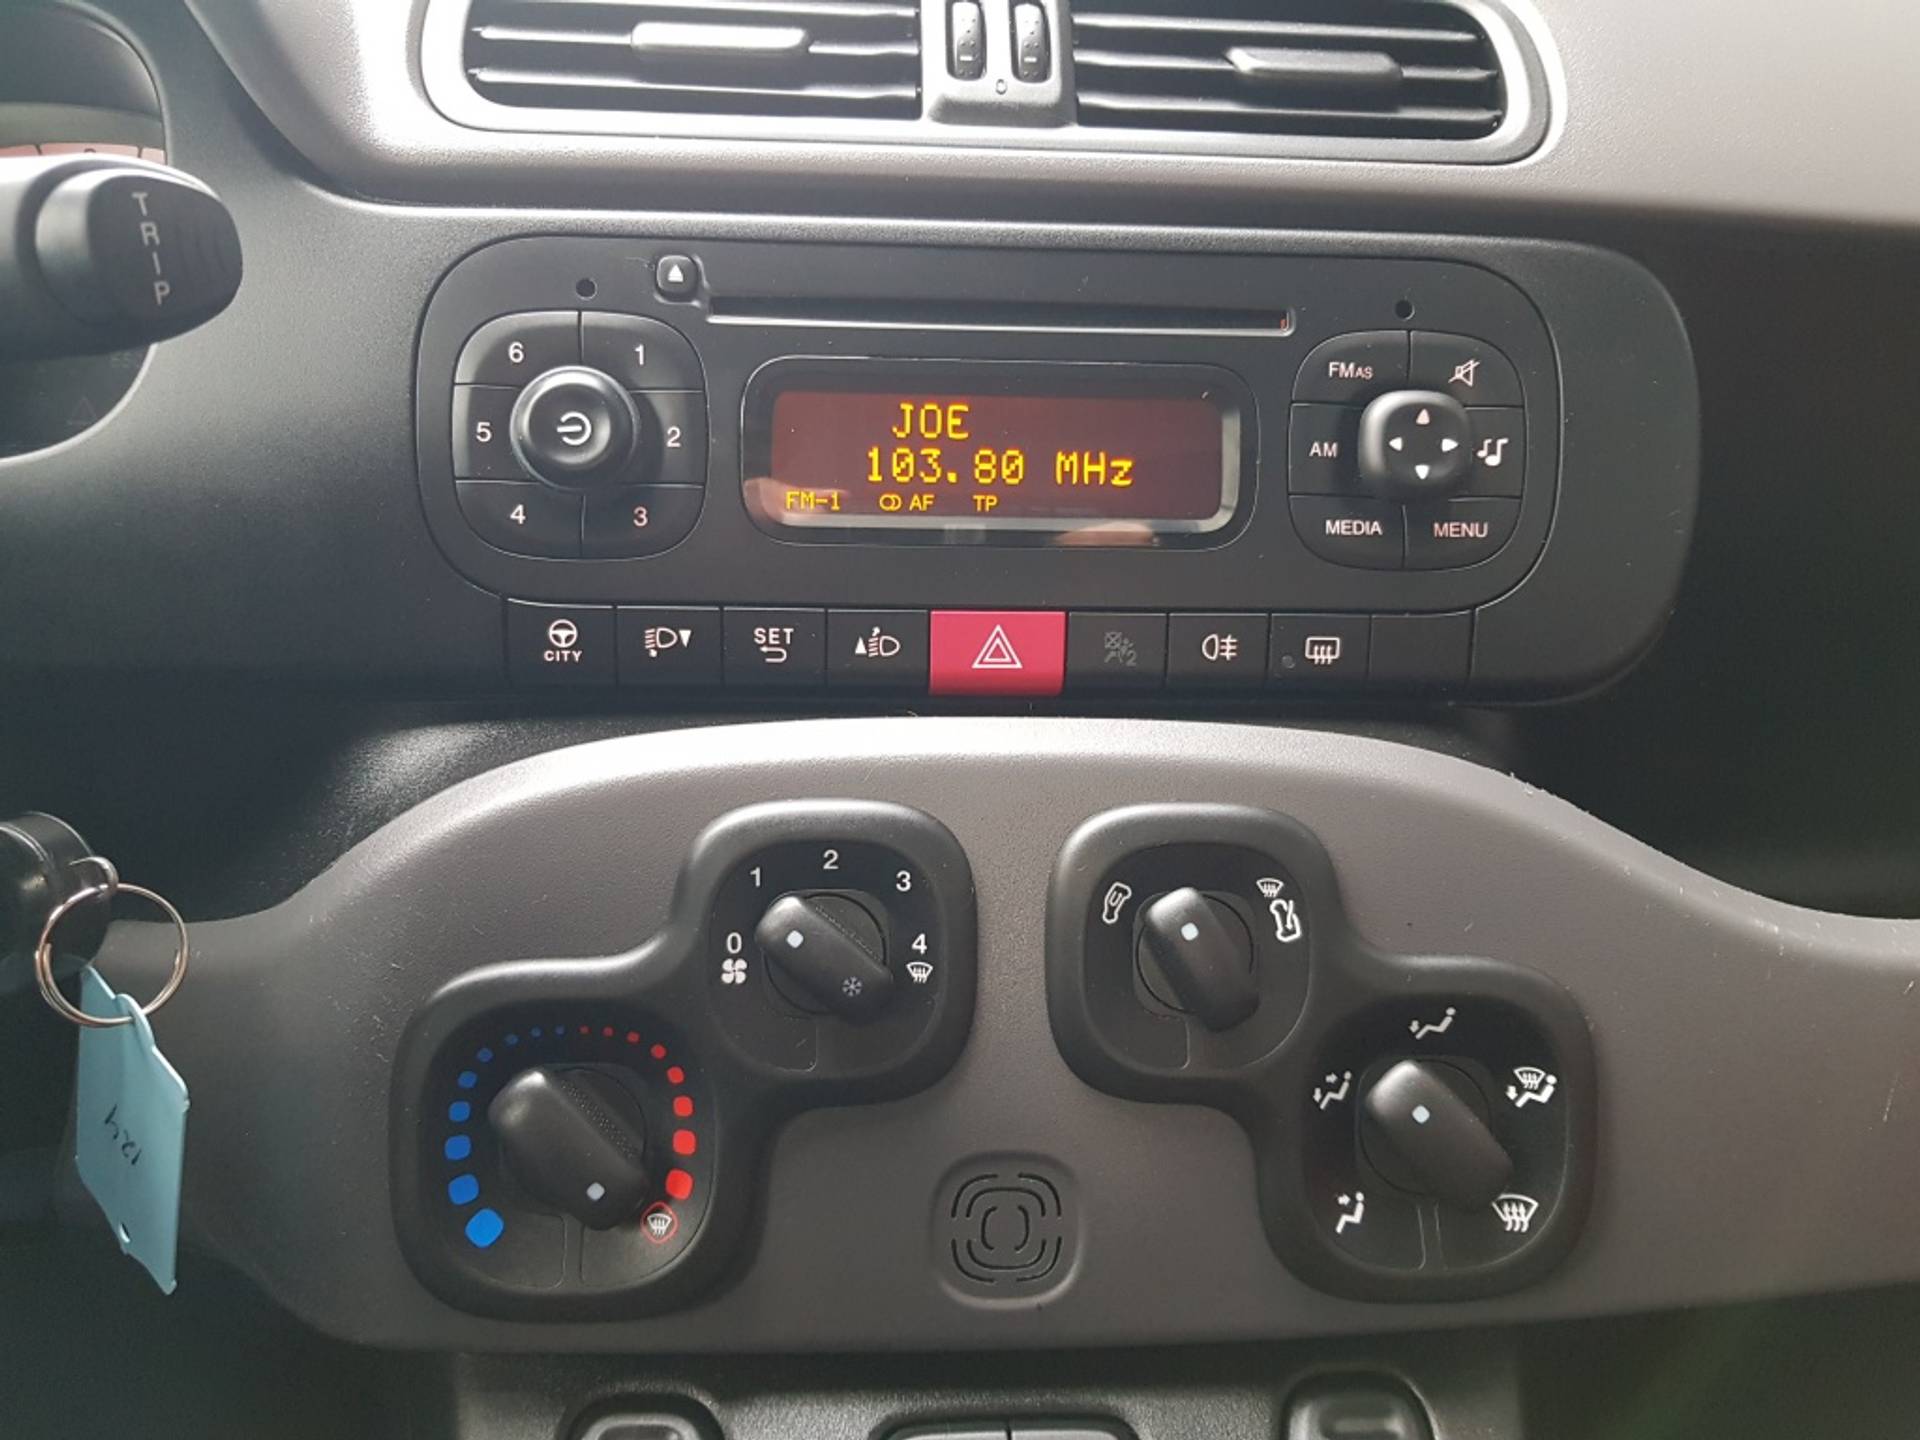 TRIP
6 1
5 2
4 3
JOE
103.80 MHz
FM-1 AF TP
FMAS
AM
MEDIA MENU
CITY
SET
2
0 1 2 3 4